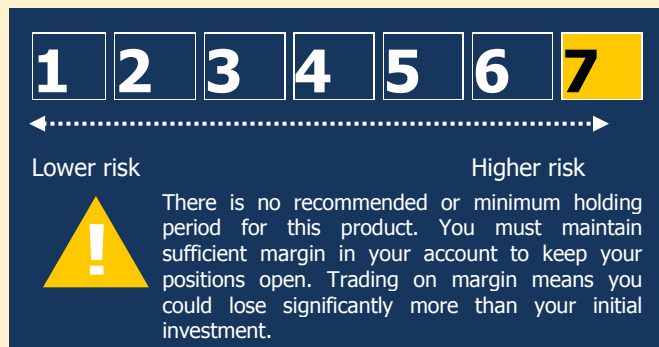 1 2 3 4 5 6 7
Lower risk Higher risk
!
There is no recommended or minimum holding
period for this product. You must maintain
sufficient margin in your account to keep your
positions open. Trading on margin means you
could lose significantly more than your initial
investment.